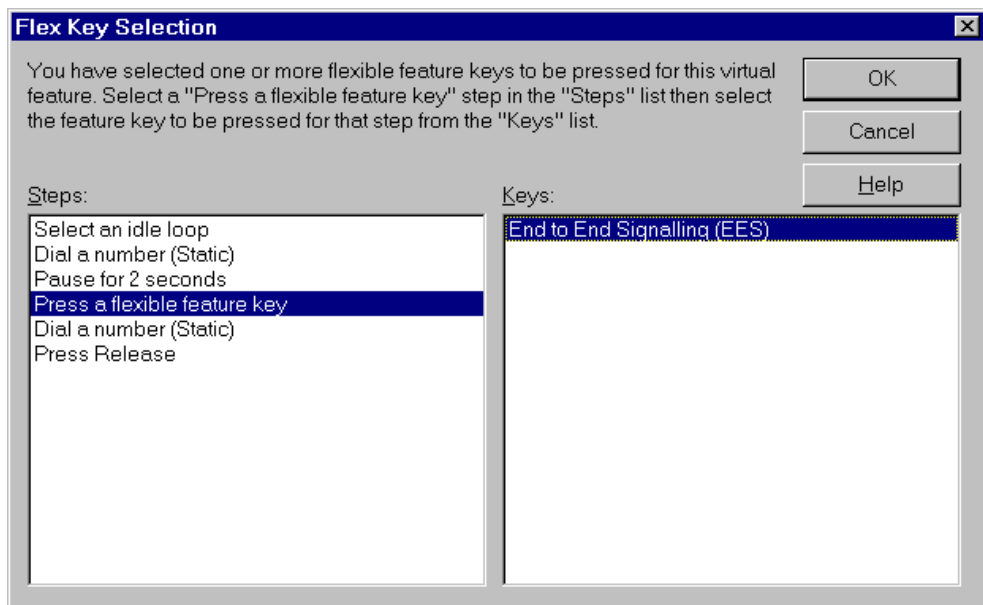 Flex Key Selection
You have selected one or more flexible feature keys to be pressed for this virtual
feature. Select a "Press a flexible feature key" step in the "Steps" list then select
the feature key to be pressed for that step from the "Keys" list.
OK
Cancel
Help
Steps:
Select an idle loop
Dial a number (Static)
Pause for 2 seconds
Press a flexible feature key
Dial a number (Static)
Press Release
Keys:
End to End Signalling (EES)